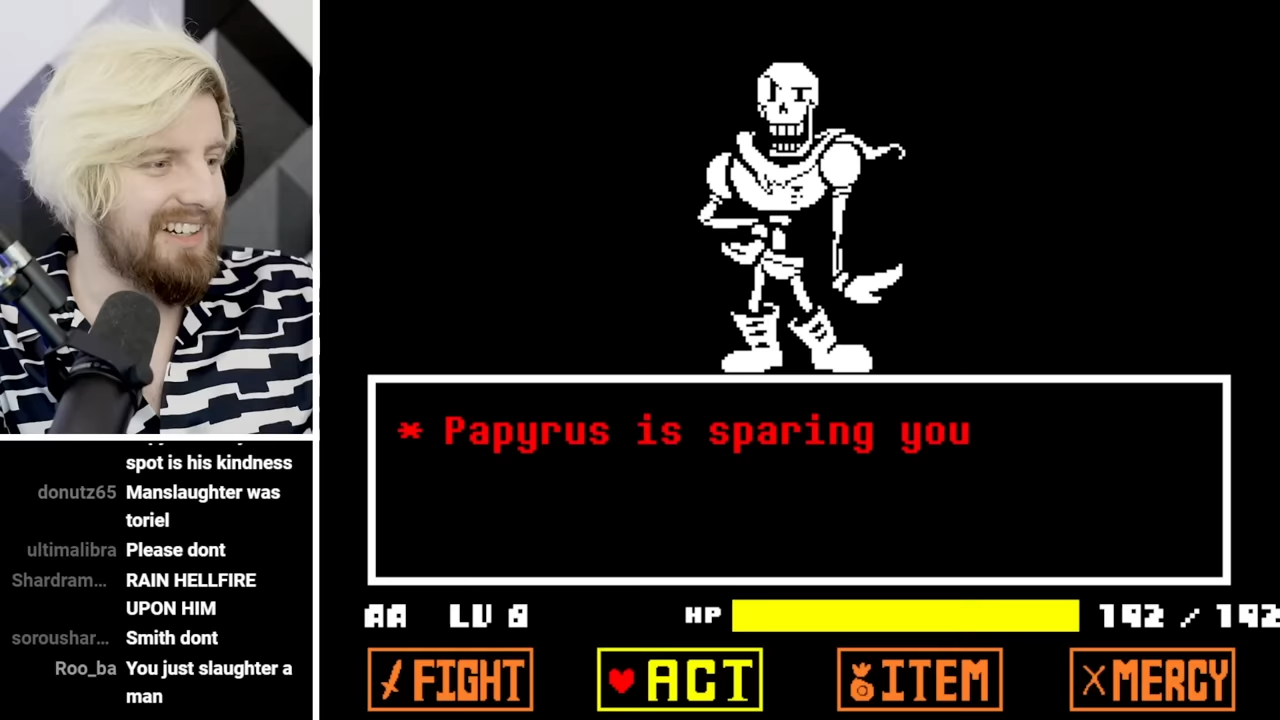 * Papyrus is sparing you
AA LV 8 HP 192 / 192
FIGHT ACT ITEM MERCY
spot is his kindness
donutz65 Manslaughter was
toriel
ultimalibra Please dont
Shardram... RAIN HELLFIRE
UPON HIM
soroushar... Smith dont
Roo_ba You just slaughter a
man